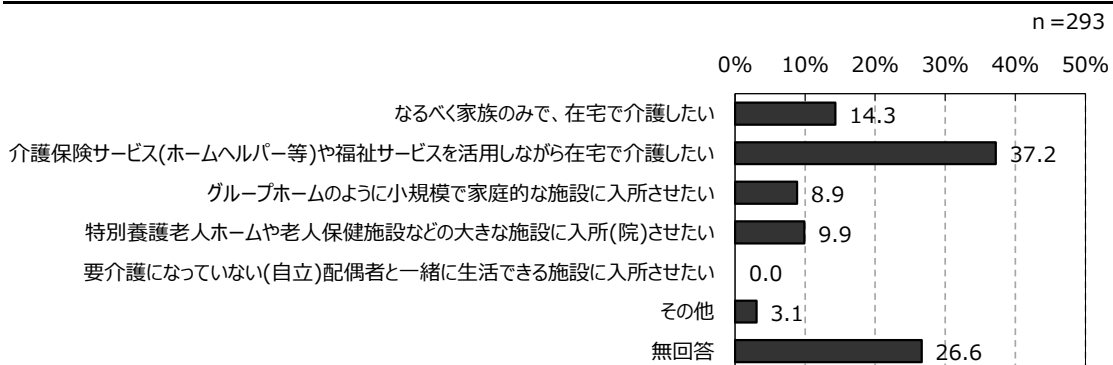 n =293
0% 10% 20% 30% 40% 50%
なるべく家族のみで、在宅で介護したい 14.3
介護保険サービス(ホームヘルパー等)や福祉サービスを活用しながら在宅で介護したい 37.2
グループホームのように小規模で家庭的な施設に入所させたい 8.9
特別養護老人ホームや老人保健施設などの大きな施設に入所(院)させたい 9.9
要介護になっていない(自立)配偶者と一緒に生活できる施設に入所させたい 0.0
その他 3.1
無回答 26.6